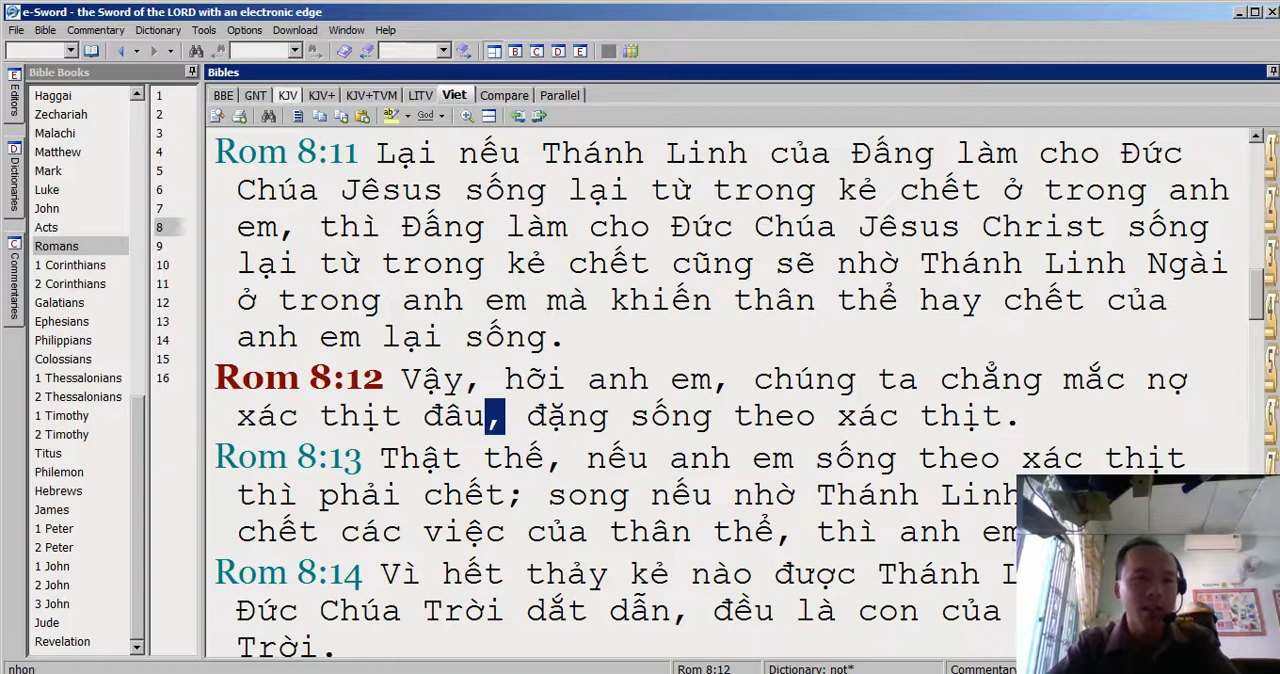 e-Sword - the Sword of the LORD with an electronic edge
File Bible Commentary Dictionary Tools Options Download Window Help
B C D E
Bible Books
Bibles
E Editors
D Dictionaries
C Commentaries
BBE GNT KJV KJV+ KJV+TVM LITV Viet Compare Parallel
ab God
Haggai
Zechariah
Malachi
Matthew
Mark
Luke
John
Acts
Romans
1 Corinthians
2 Corinthians
Galatians
Ephesians
Philippians
Colossians
1 Thessalonians
2 Thessalonians
1 Timothy
2 Timothy
Titus
Philemon
Hebrews
James
1 Peter
2 Peter
1 John
2 John
3 John
Jude
Revelation
1
2
3
4
5
6
7
8
9
10
11
12
13
14
15
16
Rom 8:11 Lại nếu Thánh Linh của Đấng làm cho Đức
Chúa Jêsus sống lại từ trong kẻ chết ở trong anh
em, thì Đấng làm cho Đức Chúa Jêsus Christ sống
lại từ trong kẻ chết cũng sẽ nhờ Thánh Linh Ngài
ở trong anh em mà khiến thân thể hay chết của
anh em lại sống.
Rom 8:12 Vậy, hỡi anh em, chúng ta chẳng mắc nợ
xác thịt đâu, đặng sống theo xác thịt.
Rom 8:13 Thật thế, nếu anh em sống theo xác thịt
thì phải chết; song nếu nhờ Thánh Linh
chết các việc của thân thể, thì anh em
Rom 8:14 Vì hết thảy kẻ nào được Thánh
Đức Chúa Trời dắt dẫn, đều là con của
Trời.
nhon
Rom 8:12
Dictionary: not*
Commentary